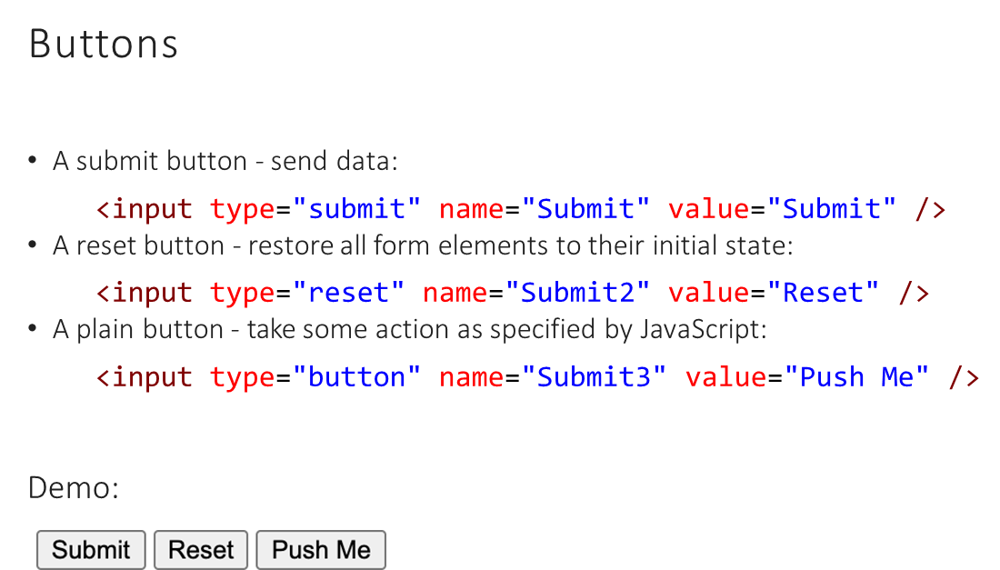 Buttons
• A submit button - send data:
<input type="submit" name="Submit" value="Submit" />
• A reset button - restore all form elements to their initial state:
<input type="reset" name="Submit2" value="Reset" />
• A plain button - take some action as specified by JavaScript:
<input type="button" name="Submit3" value="Push Me" />
Demo:
Submit Reset Push Me